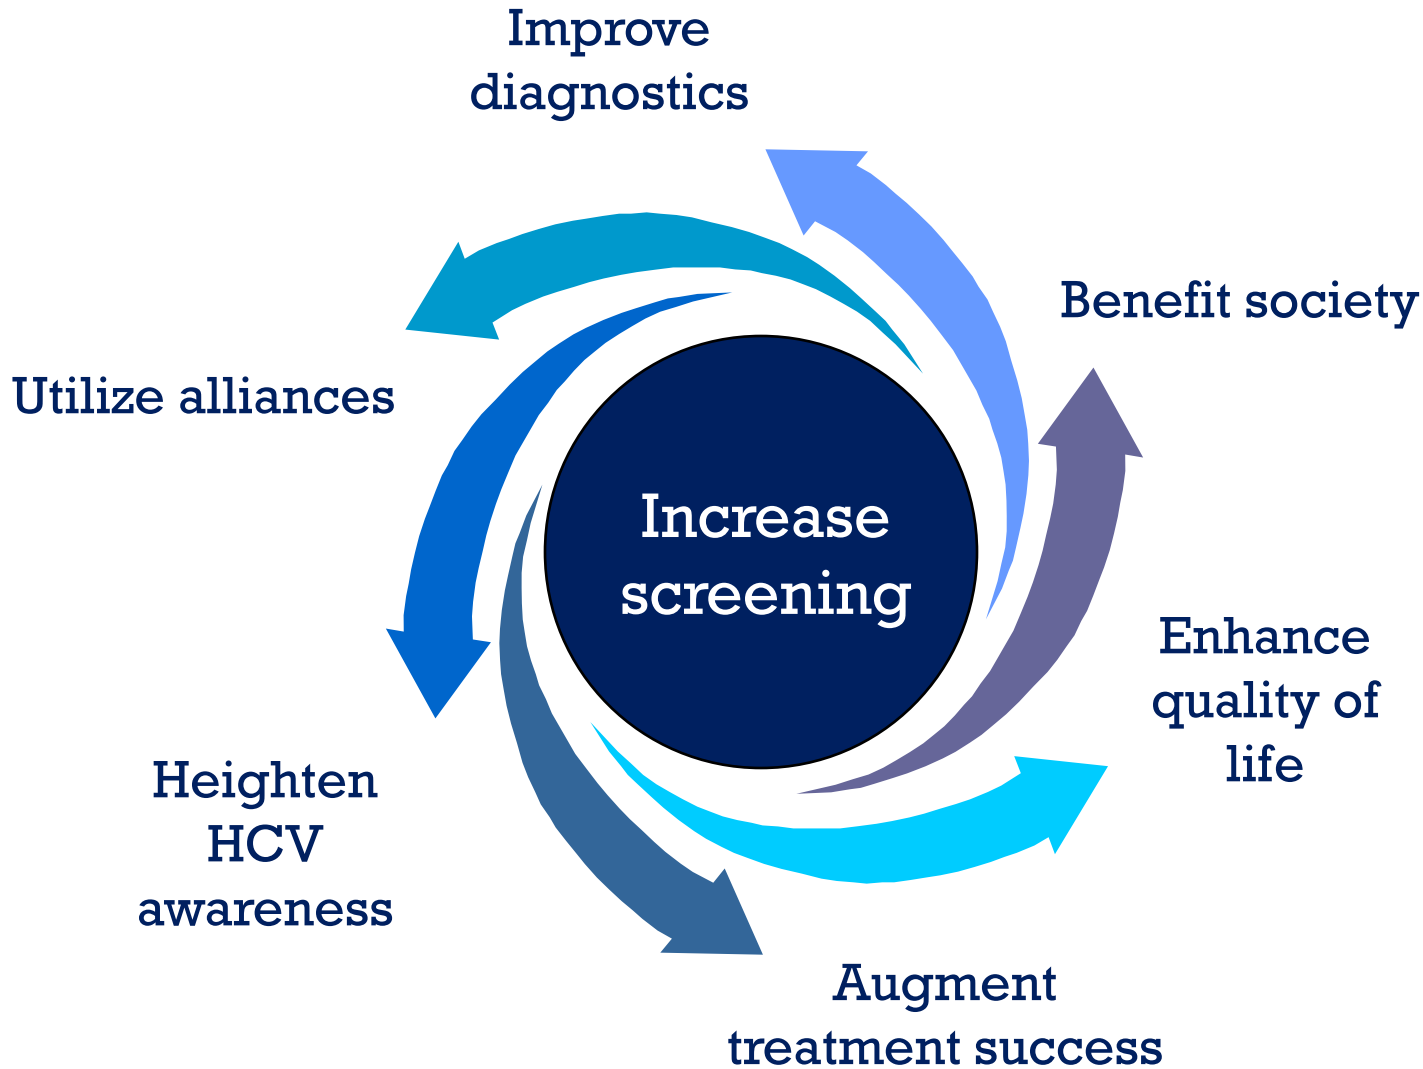 Improve
diagnostics
Benefit society
Utilize alliances
Increase
screening
Enhance
quality of
life
Heighten
HCV
awareness
Augment
treatment success